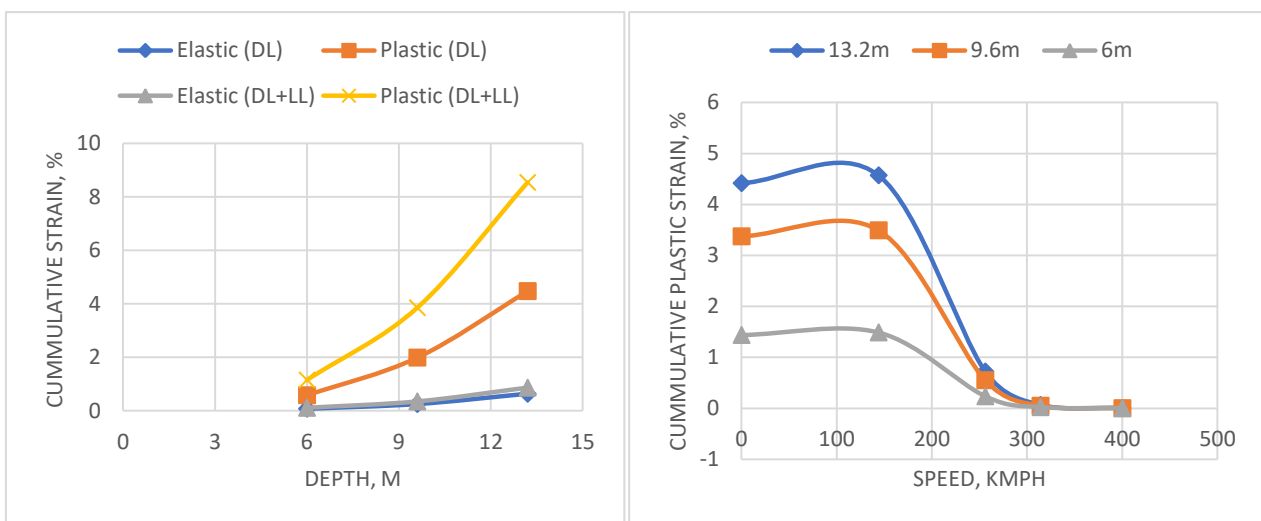 Elastic (DL) Plastic (DL)
Elastic (DL+LL) Plastic (DL+LL)
CUMMULATIVE STRAIN, %
10
8
6
4
2
0
0 3 6 9 12 15
DEPTH, M
13.2m 9.6m 6m
CUMMULATIVE PLASTIC STRAIN, %
6
5
4
3
2
1
0
-1
0 100 200 300 400 500
SPEED, KMPH